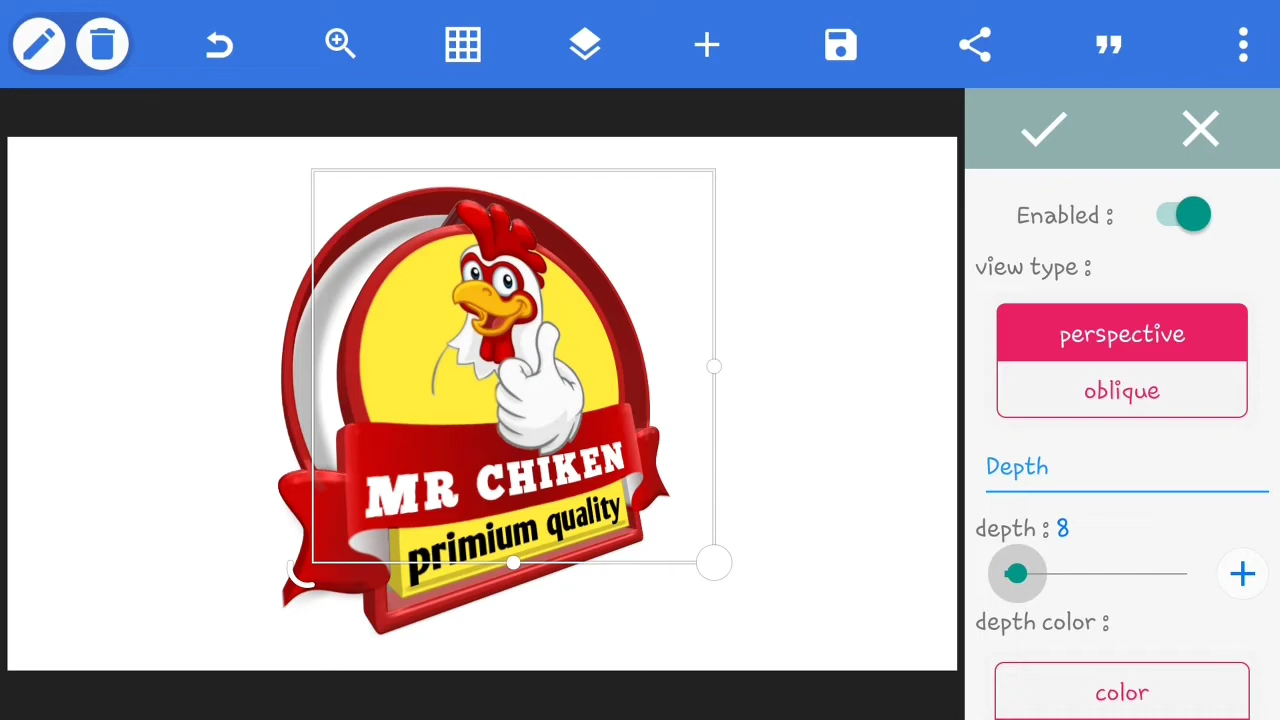 Enabled :
view type :
perspective
oblique
Depth
depth : 8
depth color :
color
MR CHIKEN
primium quality